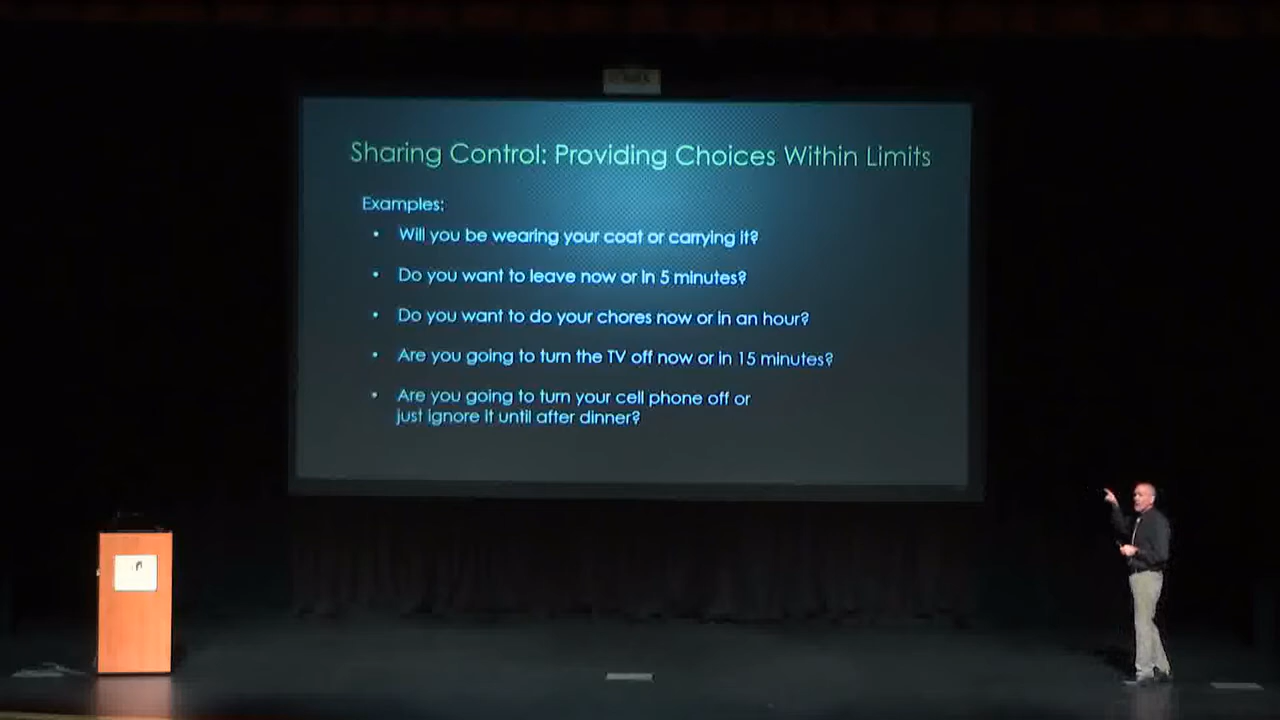 Sharing Control: Providing Choices Within Limits
Examples:
• Will you be wearing your coat or carrying it?
• Do you want to leave now or in 5 minutes?
• Do you want to do your chores now or in an hour?
• Are you going to turn the TV off now or in 15 minutes?
• Are you going to turn your cell phone off or
just ignore it until after dinner?